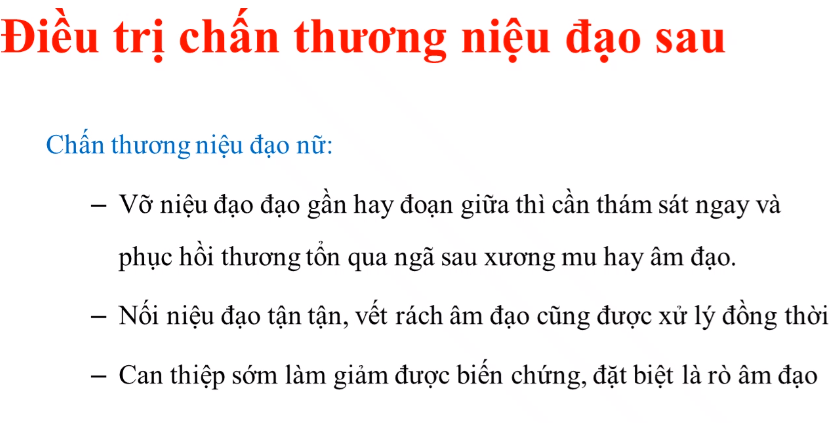 Điều trị chấn thương niệu đạo sau
Chấn thương niệu đạo nữ:
– Vỡ niệu đạo đạo gần hay đoạn giữa thì cần thám sát ngay và
phục hồi thương tổn qua ngã sau xương mu hay âm đạo.
– Nối niệu đạo tận tận, vết rách âm đạo cũng được xử lý đồng thời
– Can thiệp sớm làm giảm được biến chứng, đặt biệt là rò âm đạo